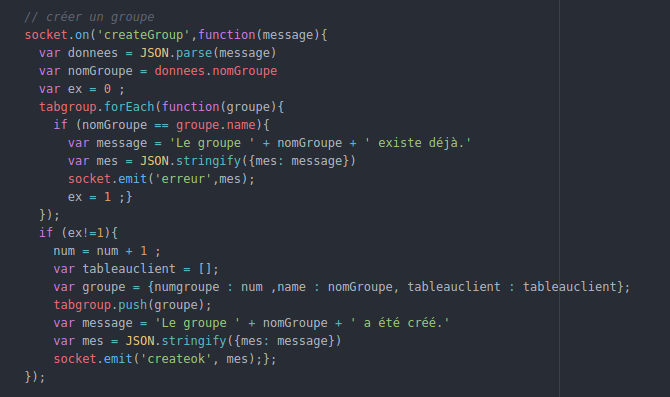 // créer un groupe
socket.on('createGroup',function(message){
  var donnees = JSON.parse(message)
  var nomGroupe = donnees.nomGroupe
  var ex = 0 ;
  tabgroup.forEach(function(groupe){
    if (nomGroupe == groupe.name){
      var message = 'Le groupe ' + nomGroupe + ' existe déjà.'
      var mes = JSON.stringify({mes: message})
      socket.emit('erreur',mes);
      ex = 1 ;}
  });
  if (ex!=1){
    num = num + 1 ;
    var tableauclient = [];
    var groupe = {numgroupe : num ,name : nomGroupe, tableauclient : tableauclient};
    tabgroup.push(groupe);
    var message = 'Le groupe ' + nomGroupe + ' a été créé.'
    var mes = JSON.stringify({mes: message})
    socket.emit('createok', mes);};
});